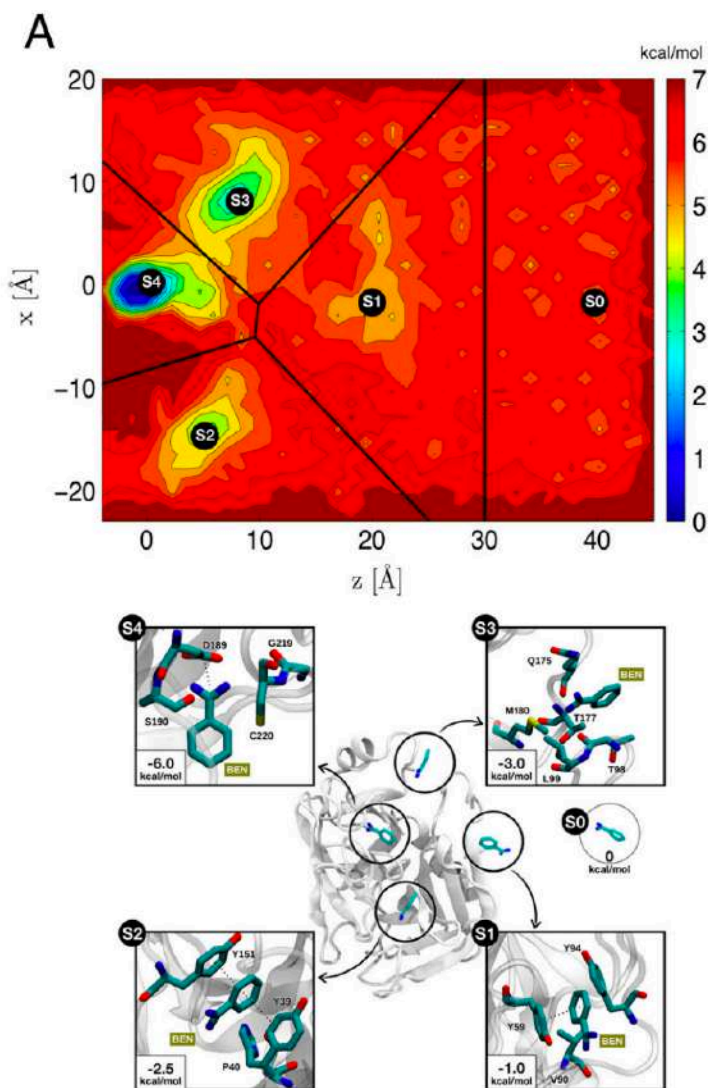 A
kcal/mol
20
10
0
−10
−20
x [Å]
S3
S4
S1
S0
S2
0
10
20
30
40
z [Å]
7
6
5
4
3
2
1
0
S4
D189
G219
S190
C220
BEN
-6.0
kcal/mol
S3
Q175
BEN
M180
T177
L99
T98
-3.0
kcal/mol
S0
0
kcal/mol
S2
Y151
Y33
BEN
P40
-2.5
kcal/mol
S1
Y94
Y59
BEN
V90
-1.0
kcal/mol